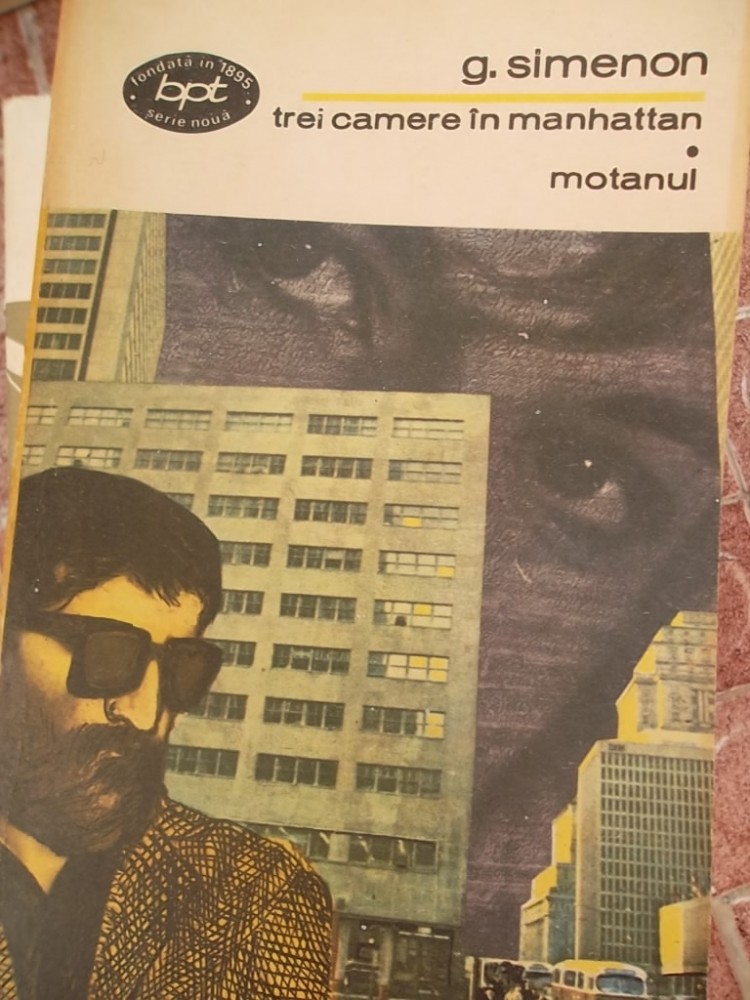 fondată în 1895
bpt
serie nouă
g. simenon
trei camere în manhattan
•
motanul